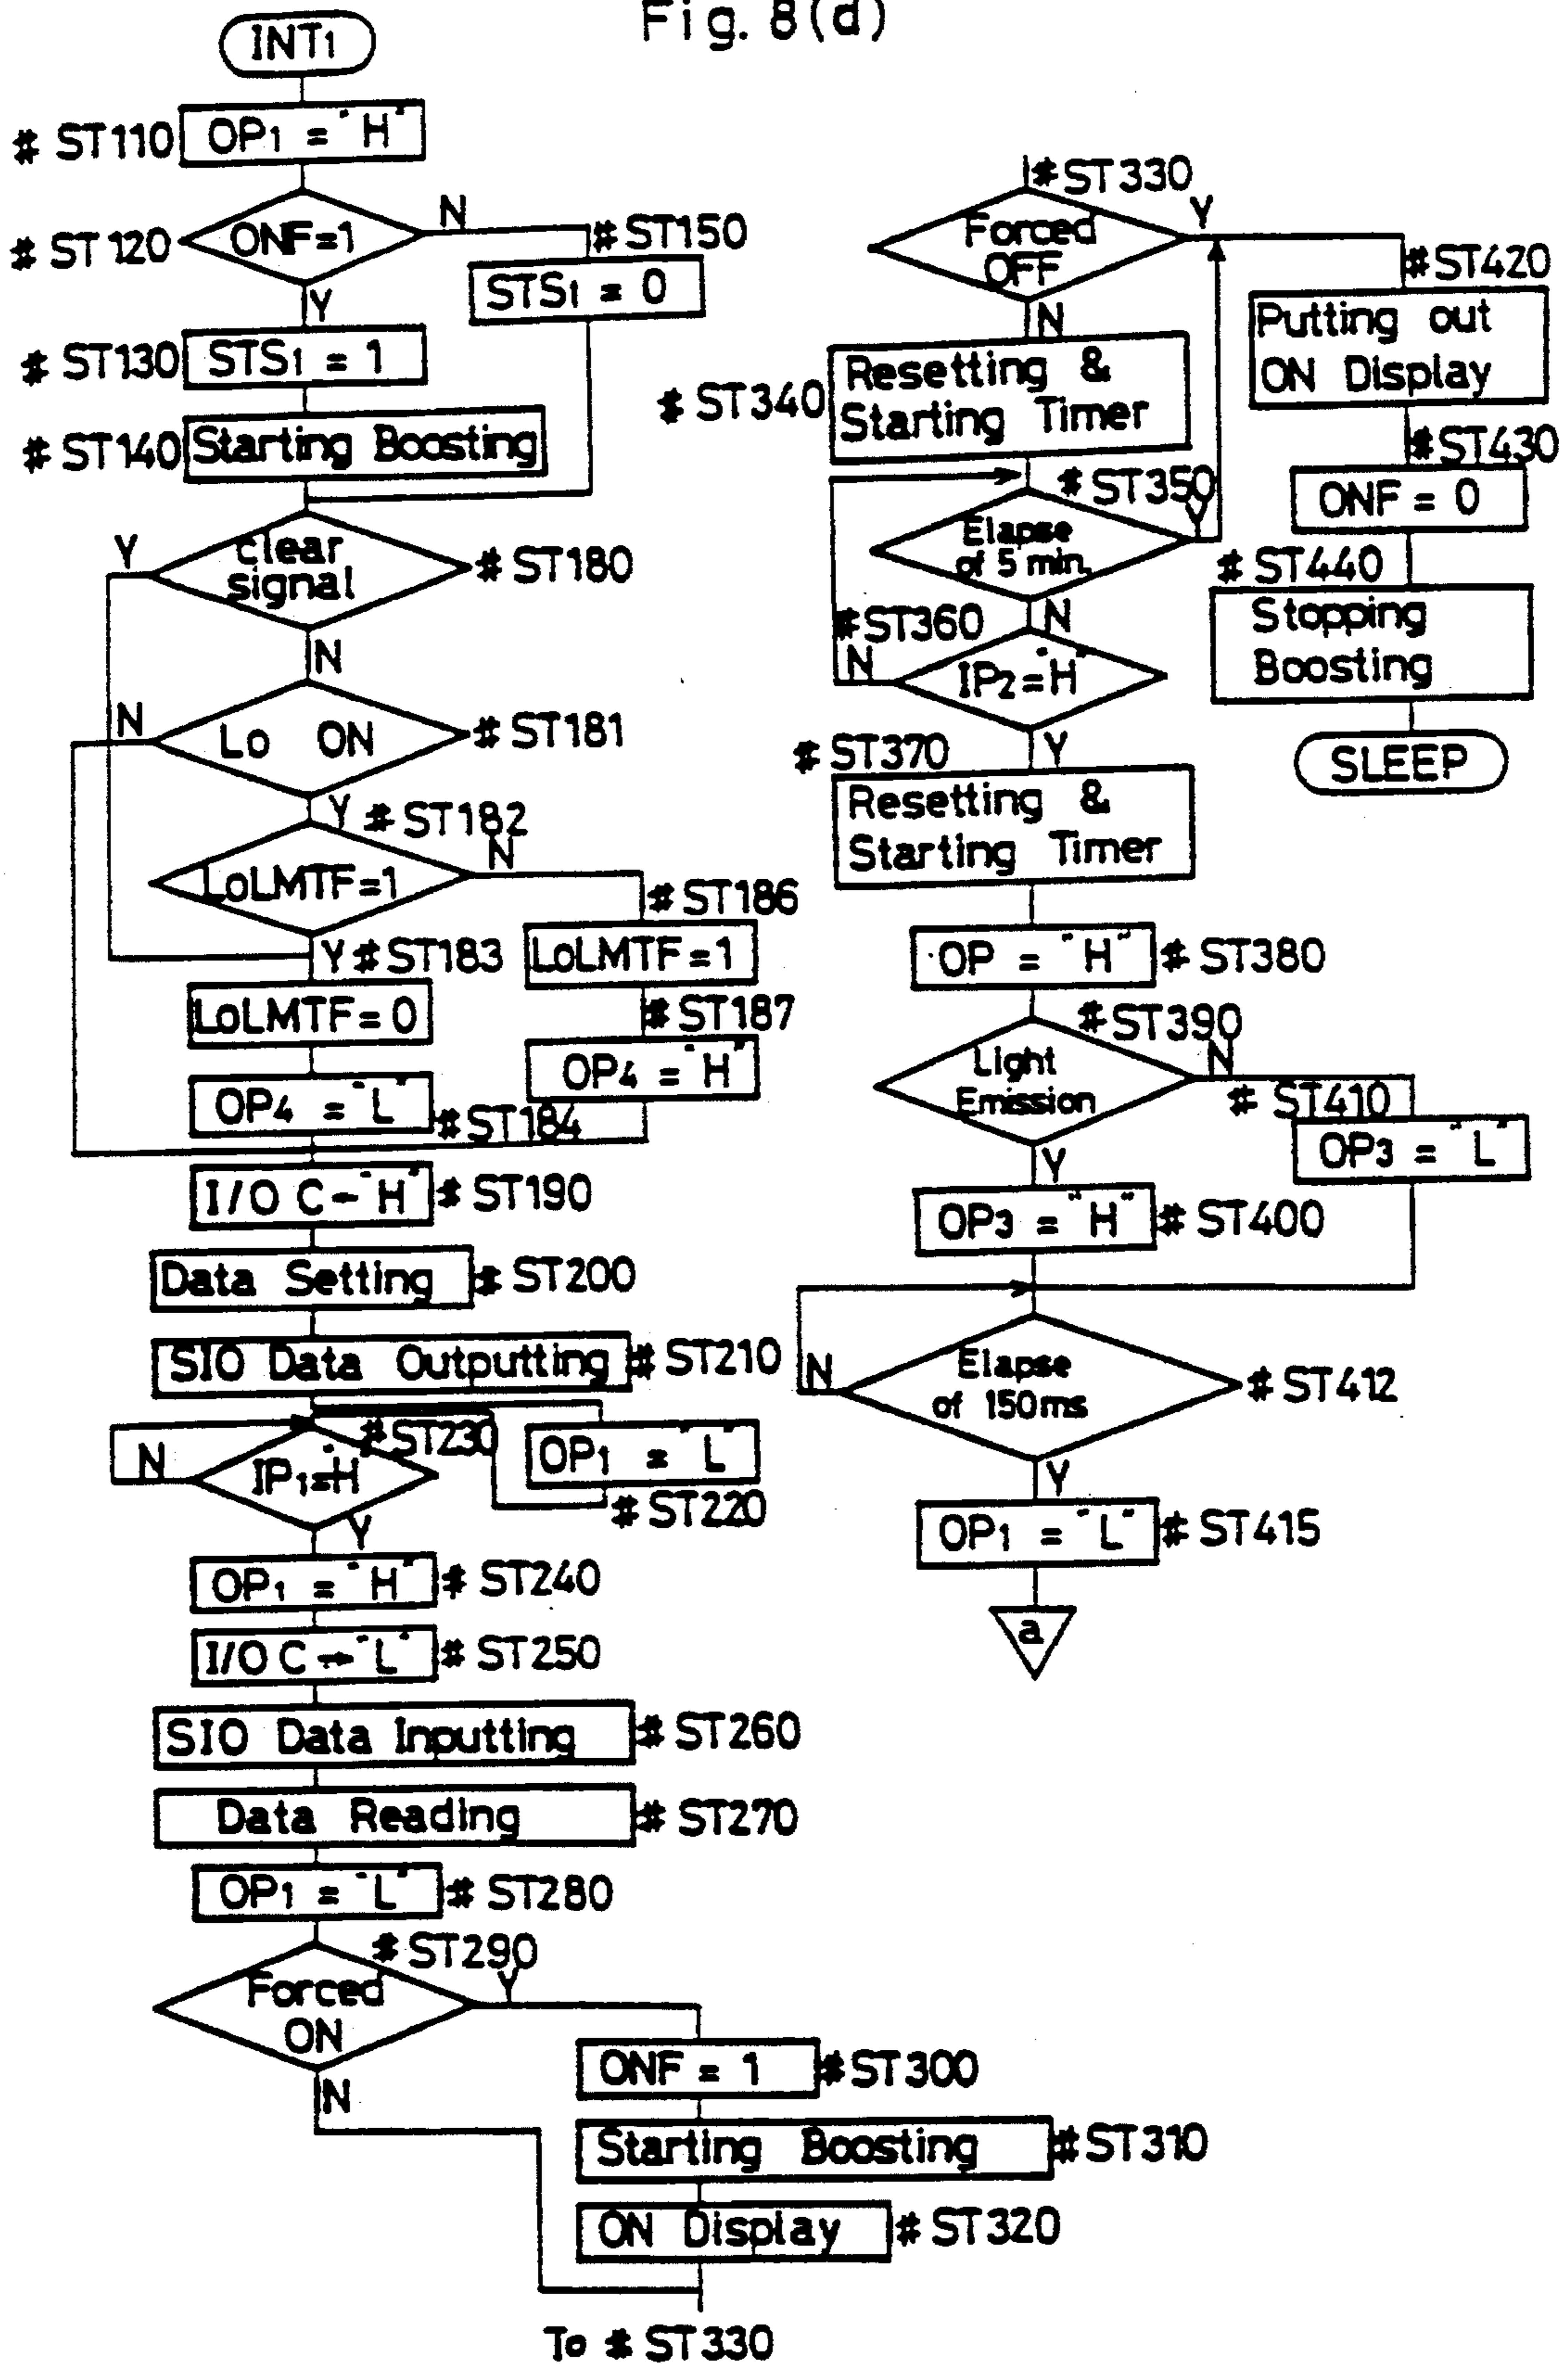 Fig. 8(d)
INT1
# ST110
OP1 = "H"
# ST120
ONF=1
N
# ST150
STS1 = 0
Y
# ST130
STS1 = 1
# ST140
Starting Boosting
Y
clear
signal
# ST180
N
N
Lo ON
# ST181
Y
# ST182
LoLMTF=1
N
# ST186
LoLMTF=1
Y
# ST183
LoLMTF=0
# ST187
OP4 = "H"
OP4 = "L"
# ST184
I/O C→"H"
# ST190
Data Setting
# ST200
SIO Data Outputting
# ST210
# ST230
N
IP1="H"
OP1 = "L"
# ST220
Y
OP1 = "H"
# ST240
I/O C→"L"
# ST250
SIO Data Inputting
# ST260
Data Reading
# ST270
OP1 = "L"
# ST280
# ST290
Forced
ON
Y
N
ONF = 1
# ST300
Starting Boosting
# ST310
ON Display
# ST320
To # ST330
# ST330
Forced
OFF
Y
N
# ST340
Resetting &
Starting Timer
# ST350
Elapse
of 5 min.
Y
N
# ST360
IP2="H"
N
Y
# ST370
Resetting &
Starting Timer
OP = "H"
# ST380
# ST390
Light
Emission
N
# ST410
OP3 = "L"
Y
OP3 = "H"
# ST400
N
Elapse
of 150ms
# ST412
Y
OP1 = "L"
# ST415
a
# ST420
Putting out
ON Display
# ST430
ONF = 0
# ST440
Stopping
Boosting
SLEEP